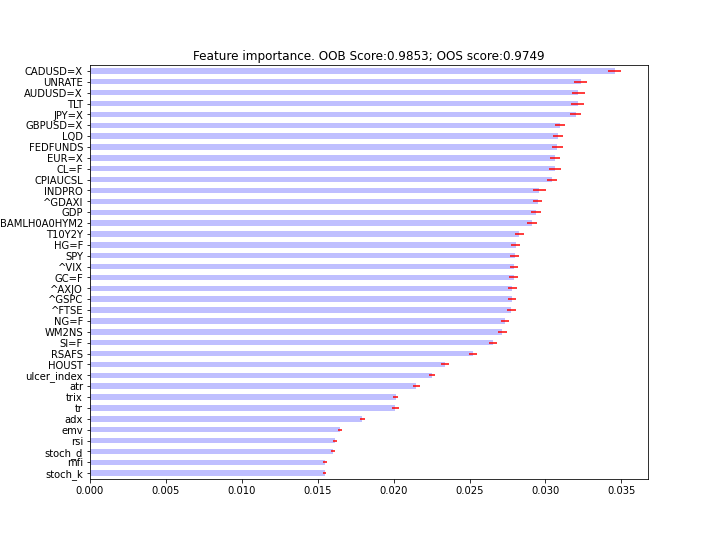 Feature importance. OOB Score:0.9853; OOS score:0.9749
CADUSD=X
UNRATE
AUDUSD=X
TLT
JPY=X
GBPUSD=X
LQD
FEDFUNDS
EUR=X
CL=F
CPIAUCSL
INDPRO
^GDAXI
GDP
BAMLH0A0HYM2
T10Y2Y
HG=F
SPY
^VIX
GC=F
^AXJO
^GSPC
^FTSE
NG=F
WM2NS
SI=F
RSAFS
HOUST
ulcer_index
atr
trix
tr
adx
emv
rsi
stoch_d
mfi
stoch_k
0.000 0.005 0.010 0.015 0.020 0.025 0.030 0.035